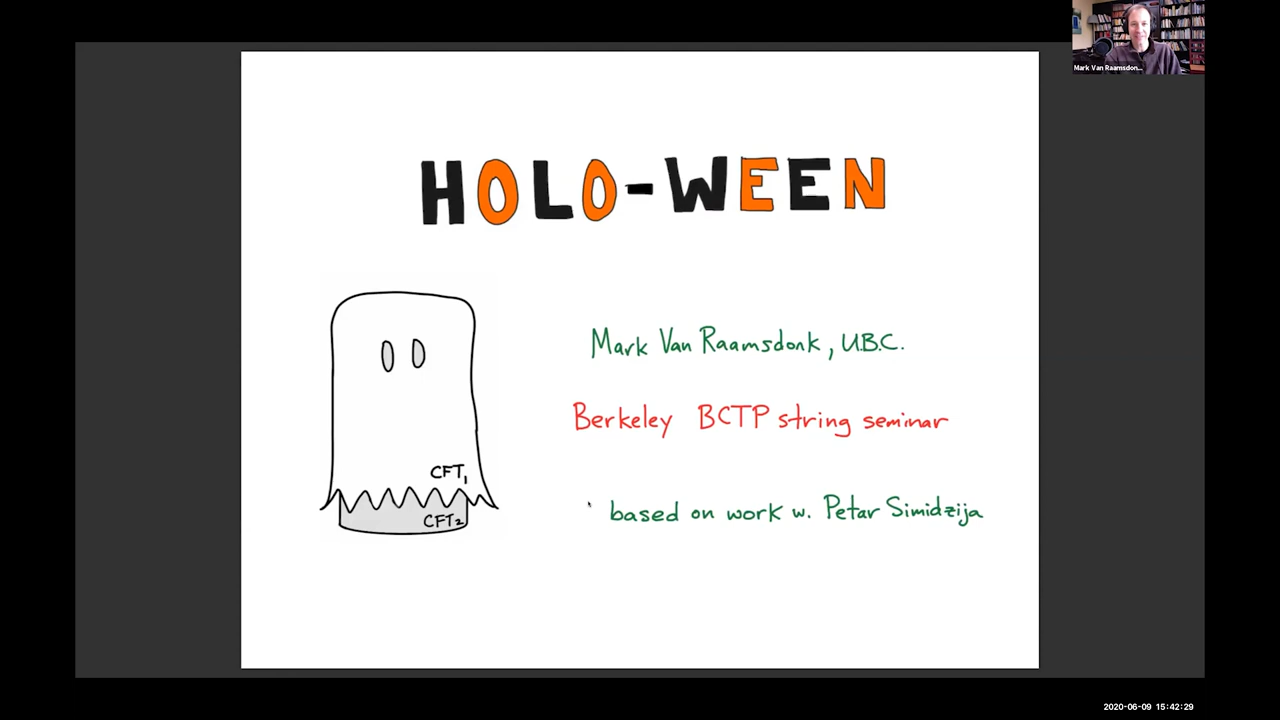 Mark Van Raamsdon...
HOLO-WEEN
Mark Van Raamsdonk, U.B.C.
Berkeley BCTP string seminar
CFT₁
CFT₂
based on work w. Petar Simidzija
2020-06-09 15:42:29